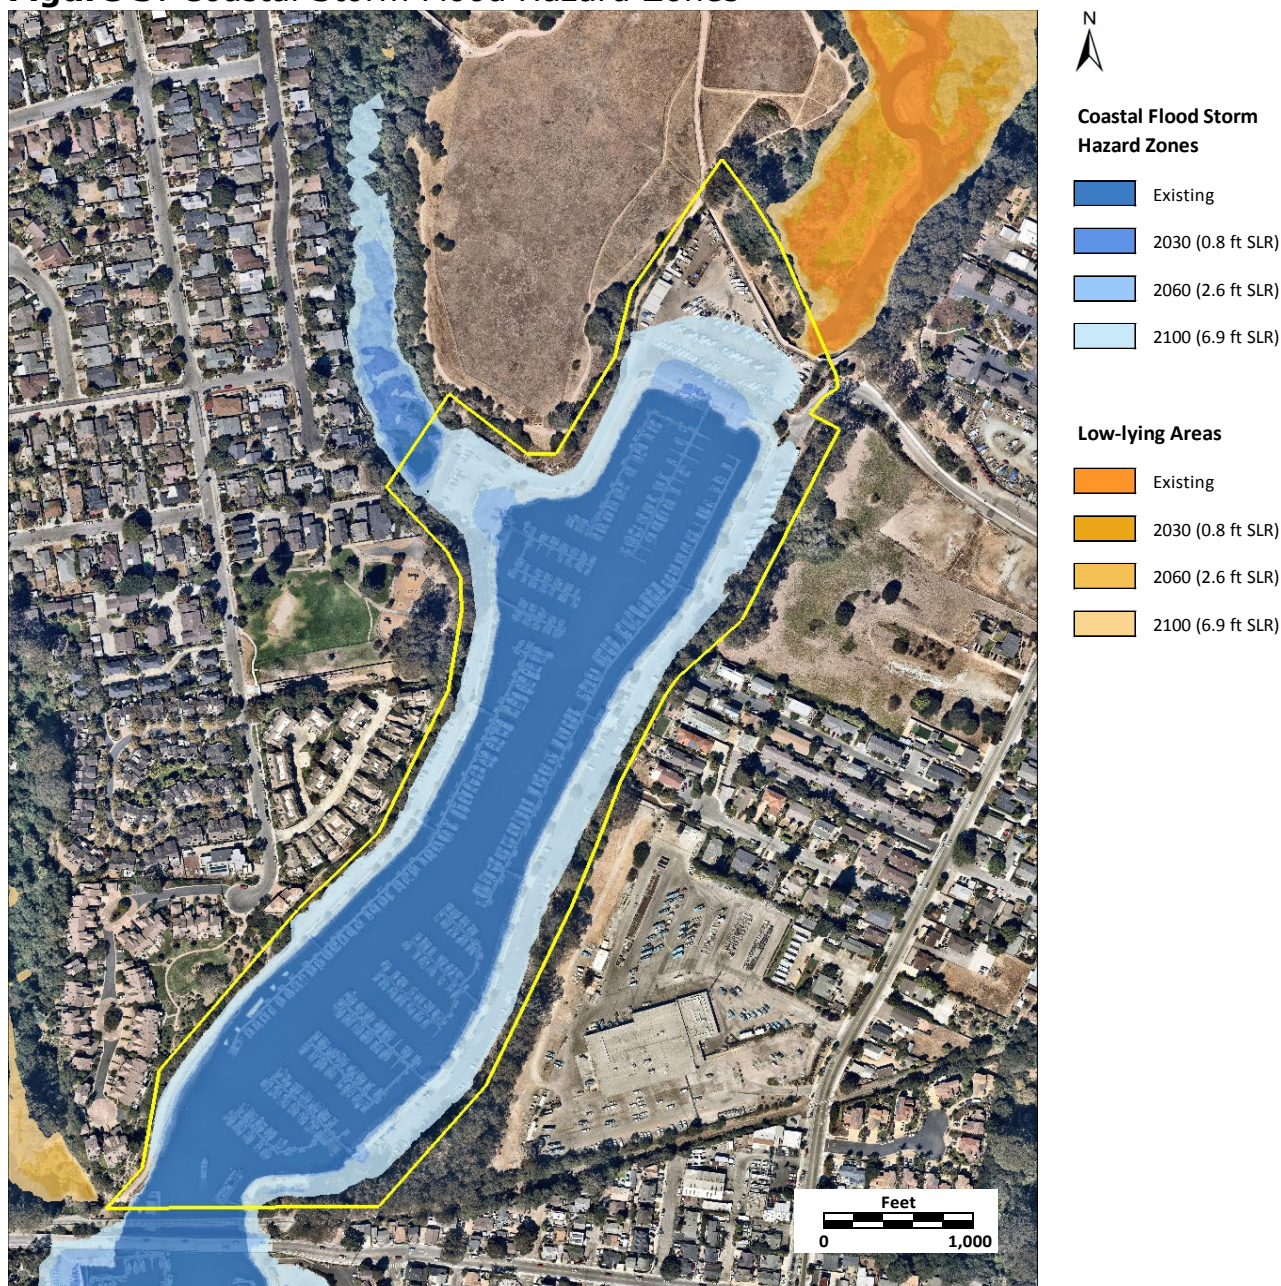 Figure 3. Coastal Storm Flood Hazard Zones
N
Coastal Flood Storm
Hazard Zones
Existing
2030 (0.8 ft SLR)
2060 (2.6 ft SLR)
2100 (6.9 ft SLR)
Low-lying Areas
Existing
2030 (0.8 ft SLR)
2060 (2.6 ft SLR)
2100 (6.9 ft SLR)
Feet
0 1,000